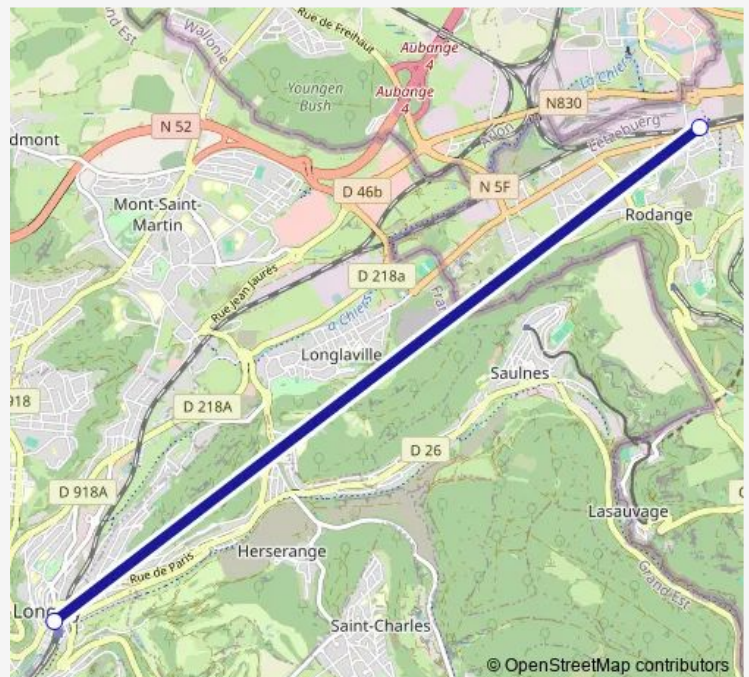 Rue de Freihaut
Wallonie
Aubange
4
La Chiers
Youngen
Bush
Aubange
4
N830
N 52
Lëtzebuerg
dmont
D 46b
N 5F
Mont-Saint-
Martin
Rodange
Rue Jean Jaurès
D 218a
Longlaville
Saulnes
918
D 218A
D 26
D 918A
Lasauvage
Herserange
Rue de Paris
Grand Est
Saint-Charles
© OpenStreetMap contributors